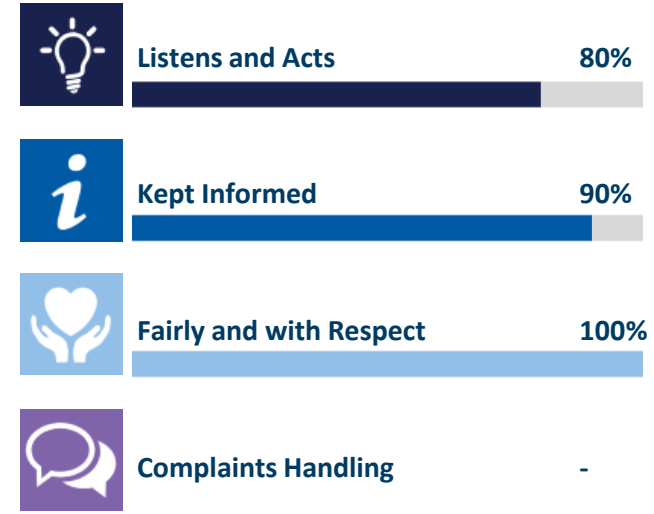 Listens and Acts 80%
Kept Informed 90%
Fairly and with Respect 100%
Complaints Handling -